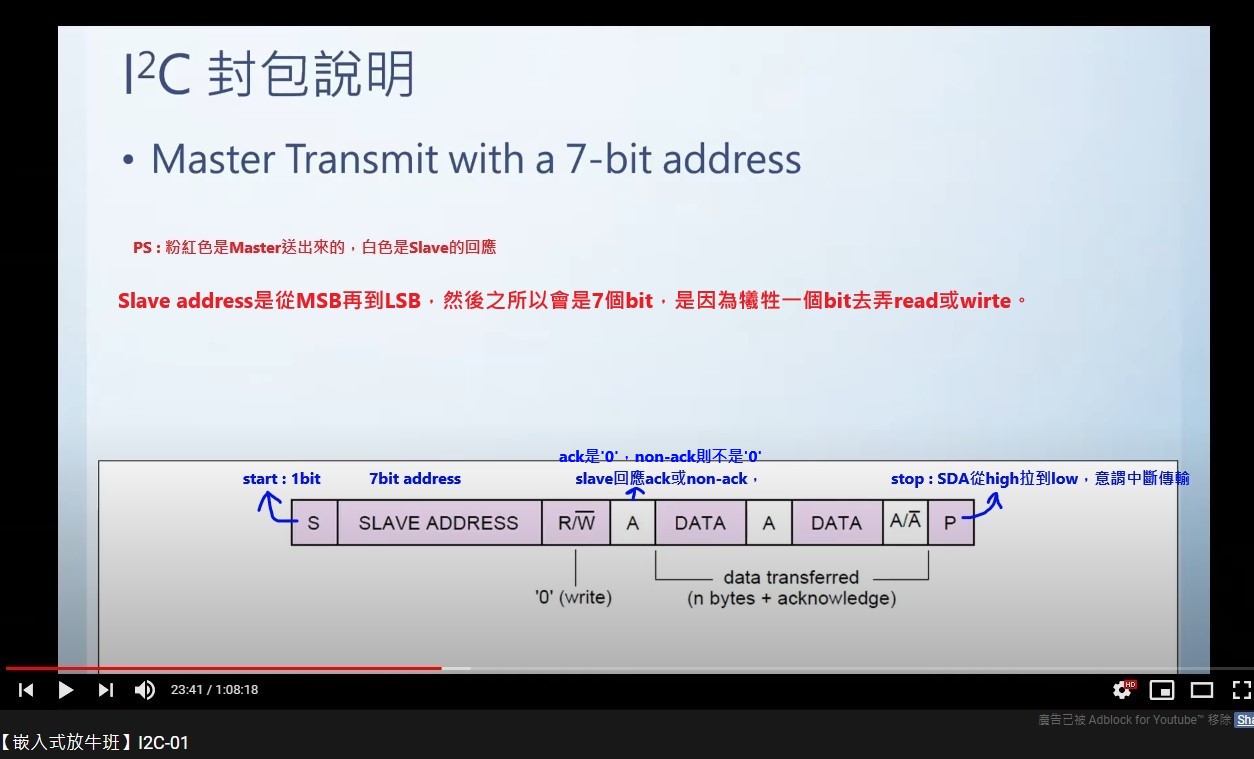 I²C 封包說明
• Master Transmit with a 7-bit address
PS : 粉紅色是Master送出來的，白色是Slave的回應
Slave address是從MSB再到LSB，然後之所以會是7個bit，是因為犧牲一個bit去弄read或wirte。
ack是'0'，non-ack則不是'0'
start : 1bit 7bit address slave回應ack或non-ack， stop : SDA從high拉到low，意謂中斷傳輸
S SLAVE ADDRESS R/W̅ A DATA A DATA A/A̅ P
data transferred
'0' (write) (n bytes + acknowledge)
23:41 / 1:08:18 HD
廣告已被 Adblock for Youtube™ 移除 Sha
【嵌入式放牛班】I2C-01